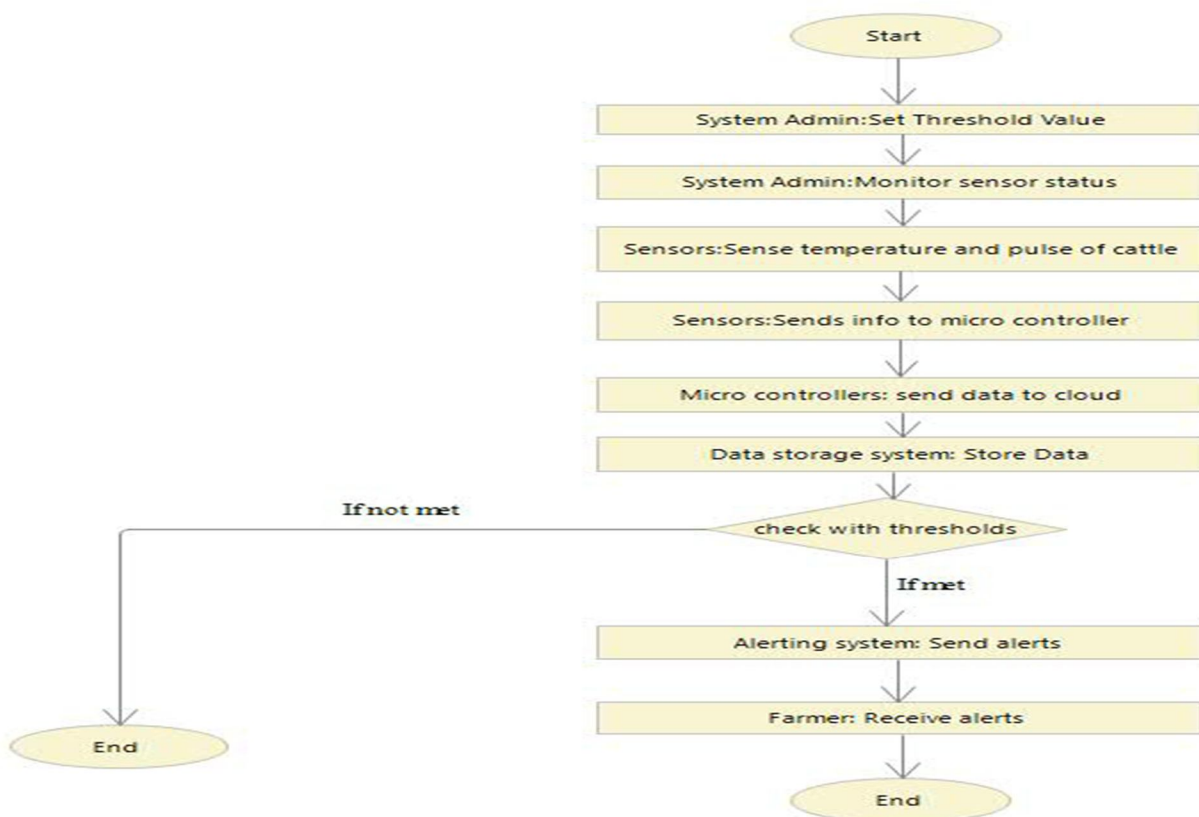 Start
System Admin:Set Threshold Value
System Admin:Monitor sensor status
Sensors:Sense temperature and pulse of cattle
Sensors:Sends info to micro controller
Micro controllers: send data to cloud
Data storage system: Store Data
If not met
check with thresholds
If met
Alerting system: Send alerts
Farmer: Receive alerts
End
End